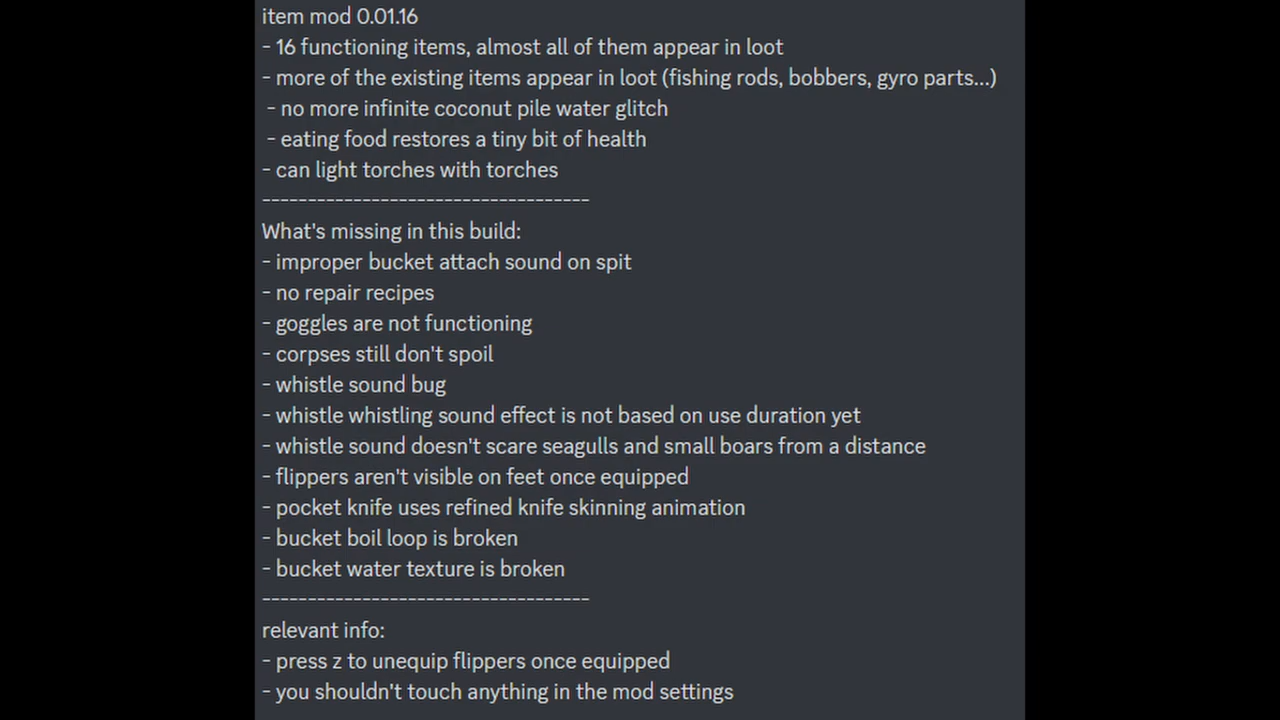 item mod 0.01.16
- 16 functioning items, almost all of them appear in loot
- more of the existing items appear in loot (fishing rods, bobbers, gyro parts...)
- no more infinite coconut pile water glitch
- eating food restores a tiny bit of health
- can light torches with torches
-----------------------------------
What's missing in this build:
- improper bucket attach sound on spit
- no repair recipes
- goggles are not functioning
- corpses still don't spoil
- whistle sound bug
- whistle whistling sound effect is not based on use duration yet
- whistle sound doesn't scare seagulls and small boars from a distance
- flippers aren't visible on feet once equipped
- pocket knife uses refined knife skinning animation
- bucket boil loop is broken
- bucket water texture is broken
-----------------------------------
relevant info:
- press z to unequip flippers once equipped
- you shouldn't touch anything in the mod settings